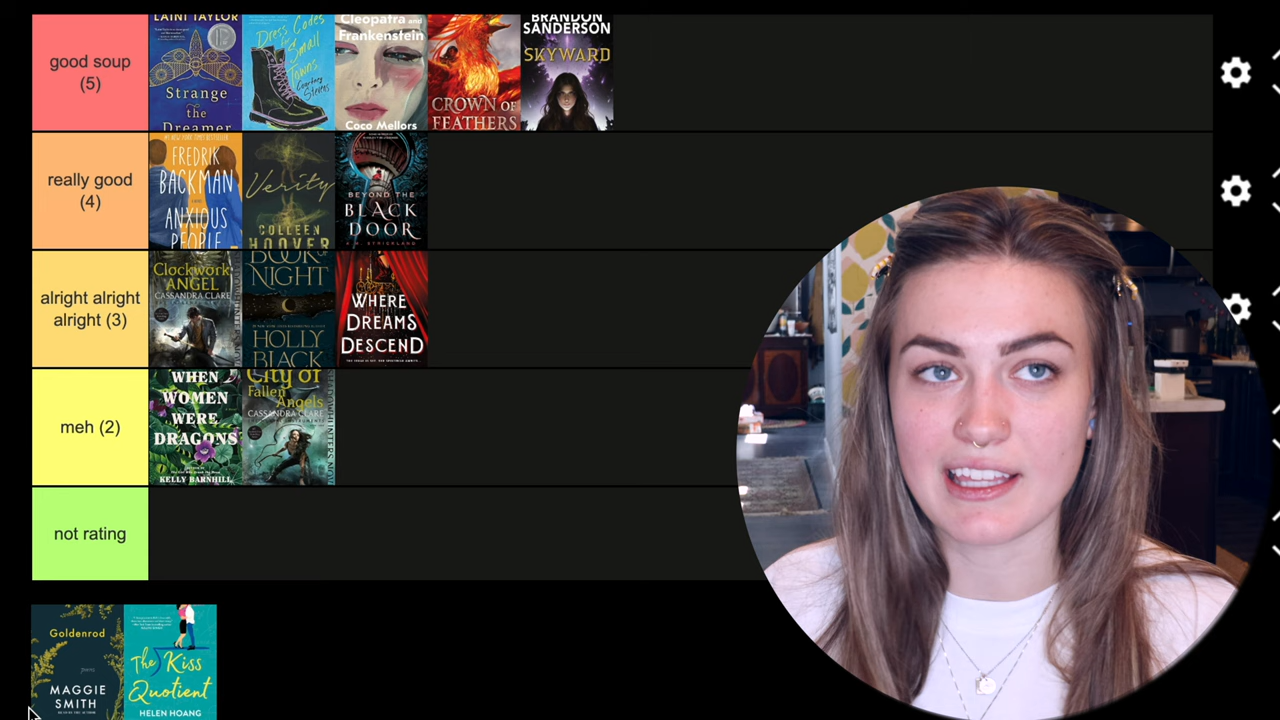 good soup
(5)
LAINI TAYLOR
Strange
the
Dreamer
Dress Codes
for
Small
Towns
Courtney
Stevens
Cleopatra and
Frankenstein
Coco Mellors
CROWN OF
FEATHERS
BRANDON
SANDERSON
SKYWARD
really good
(4)
FREDRIK
BACKMAN
ANXIOUS
PEOPLE
Verity
COLLEEN
HOOVER
BEYOND THE
BLACK
DOOR
A.M. STRICKLAND
alright alright
alright (3)
Clockwork
ANGEL
CASSANDRA CLARE
BOOK OF
NIGHT
HOLLY
BLACK
WHERE
DREAMS
DESCEND
meh (2)
WHEN
WOMEN
WERE
DRAGONS
KELLY BARNHILL
City of
Fallen
Angels
CASSANDRA CLARE
not rating
Goldenrod
poems
MAGGIE
SMITH
The Kiss
Quotient
HELEN HOANG